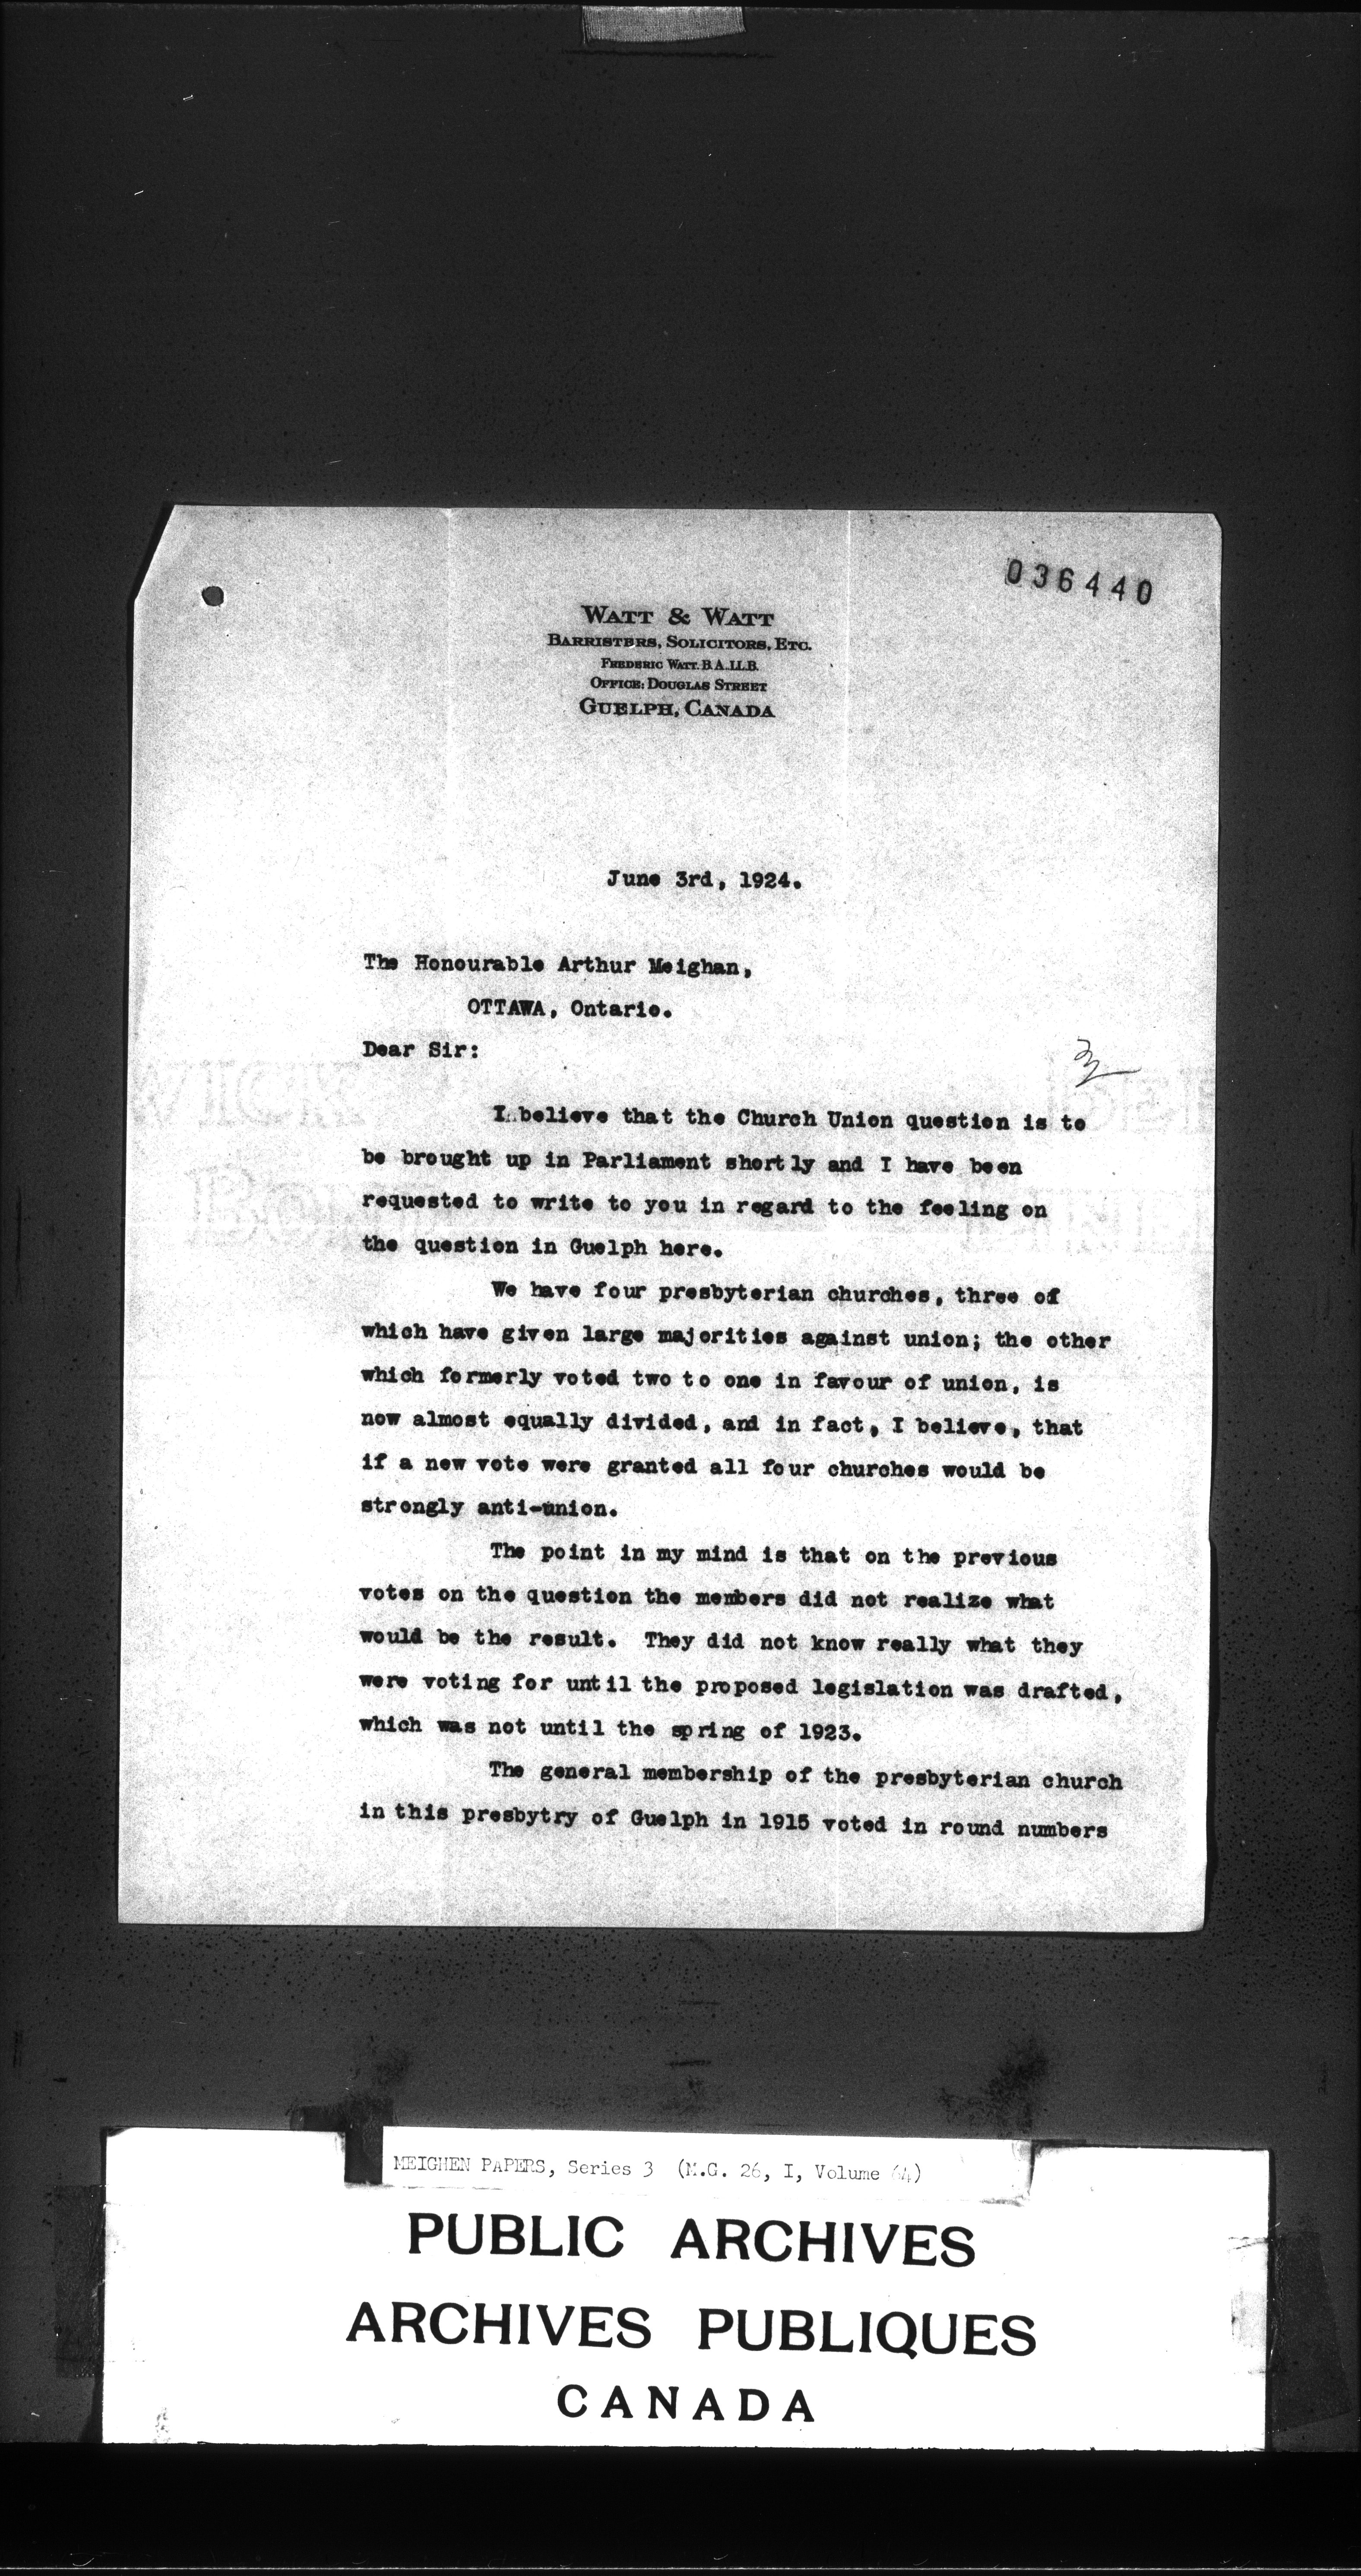 036440
WATT & WATT
BARRISTERS, SOLICITORS, ETC.
FREDERIC WATT. B.A., LL.B.
OFFICE: DOUGLAS STREET
GUELPH, CANADA
June 3rd, 1924.
The Honourable Arthur Meighan,
OTTAWA, Ontario.
Dear Sir:
I believe that the Church Union question is to
be brought up in Parliament shortly and I have been
requested to write to you in regard to the feeling on
the question in Guelph here.
We have four presbyterian churches, three of
which have given large majorities against union; the other
which formerly voted two to one in favour of union, is
now almost equally divided, and in fact, I believe, that
if a new vote were granted all four churches would be
strongly anti-union.
The point in my mind is that on the previous
votes on the question the members did not realize what
would be the result. They did not know really what they
were voting for until the proposed legislation was drafted,
which was not until the spring of 1923.
The general membership of the presbyterian church
in this presbytry of Guelph in 1915 voted in round numbers
MEIGHEN PAPERS, Series 3 (M.G. 26, I, Volume 64)
PUBLIC ARCHIVES
ARCHIVES PUBLIQUES
CANADA